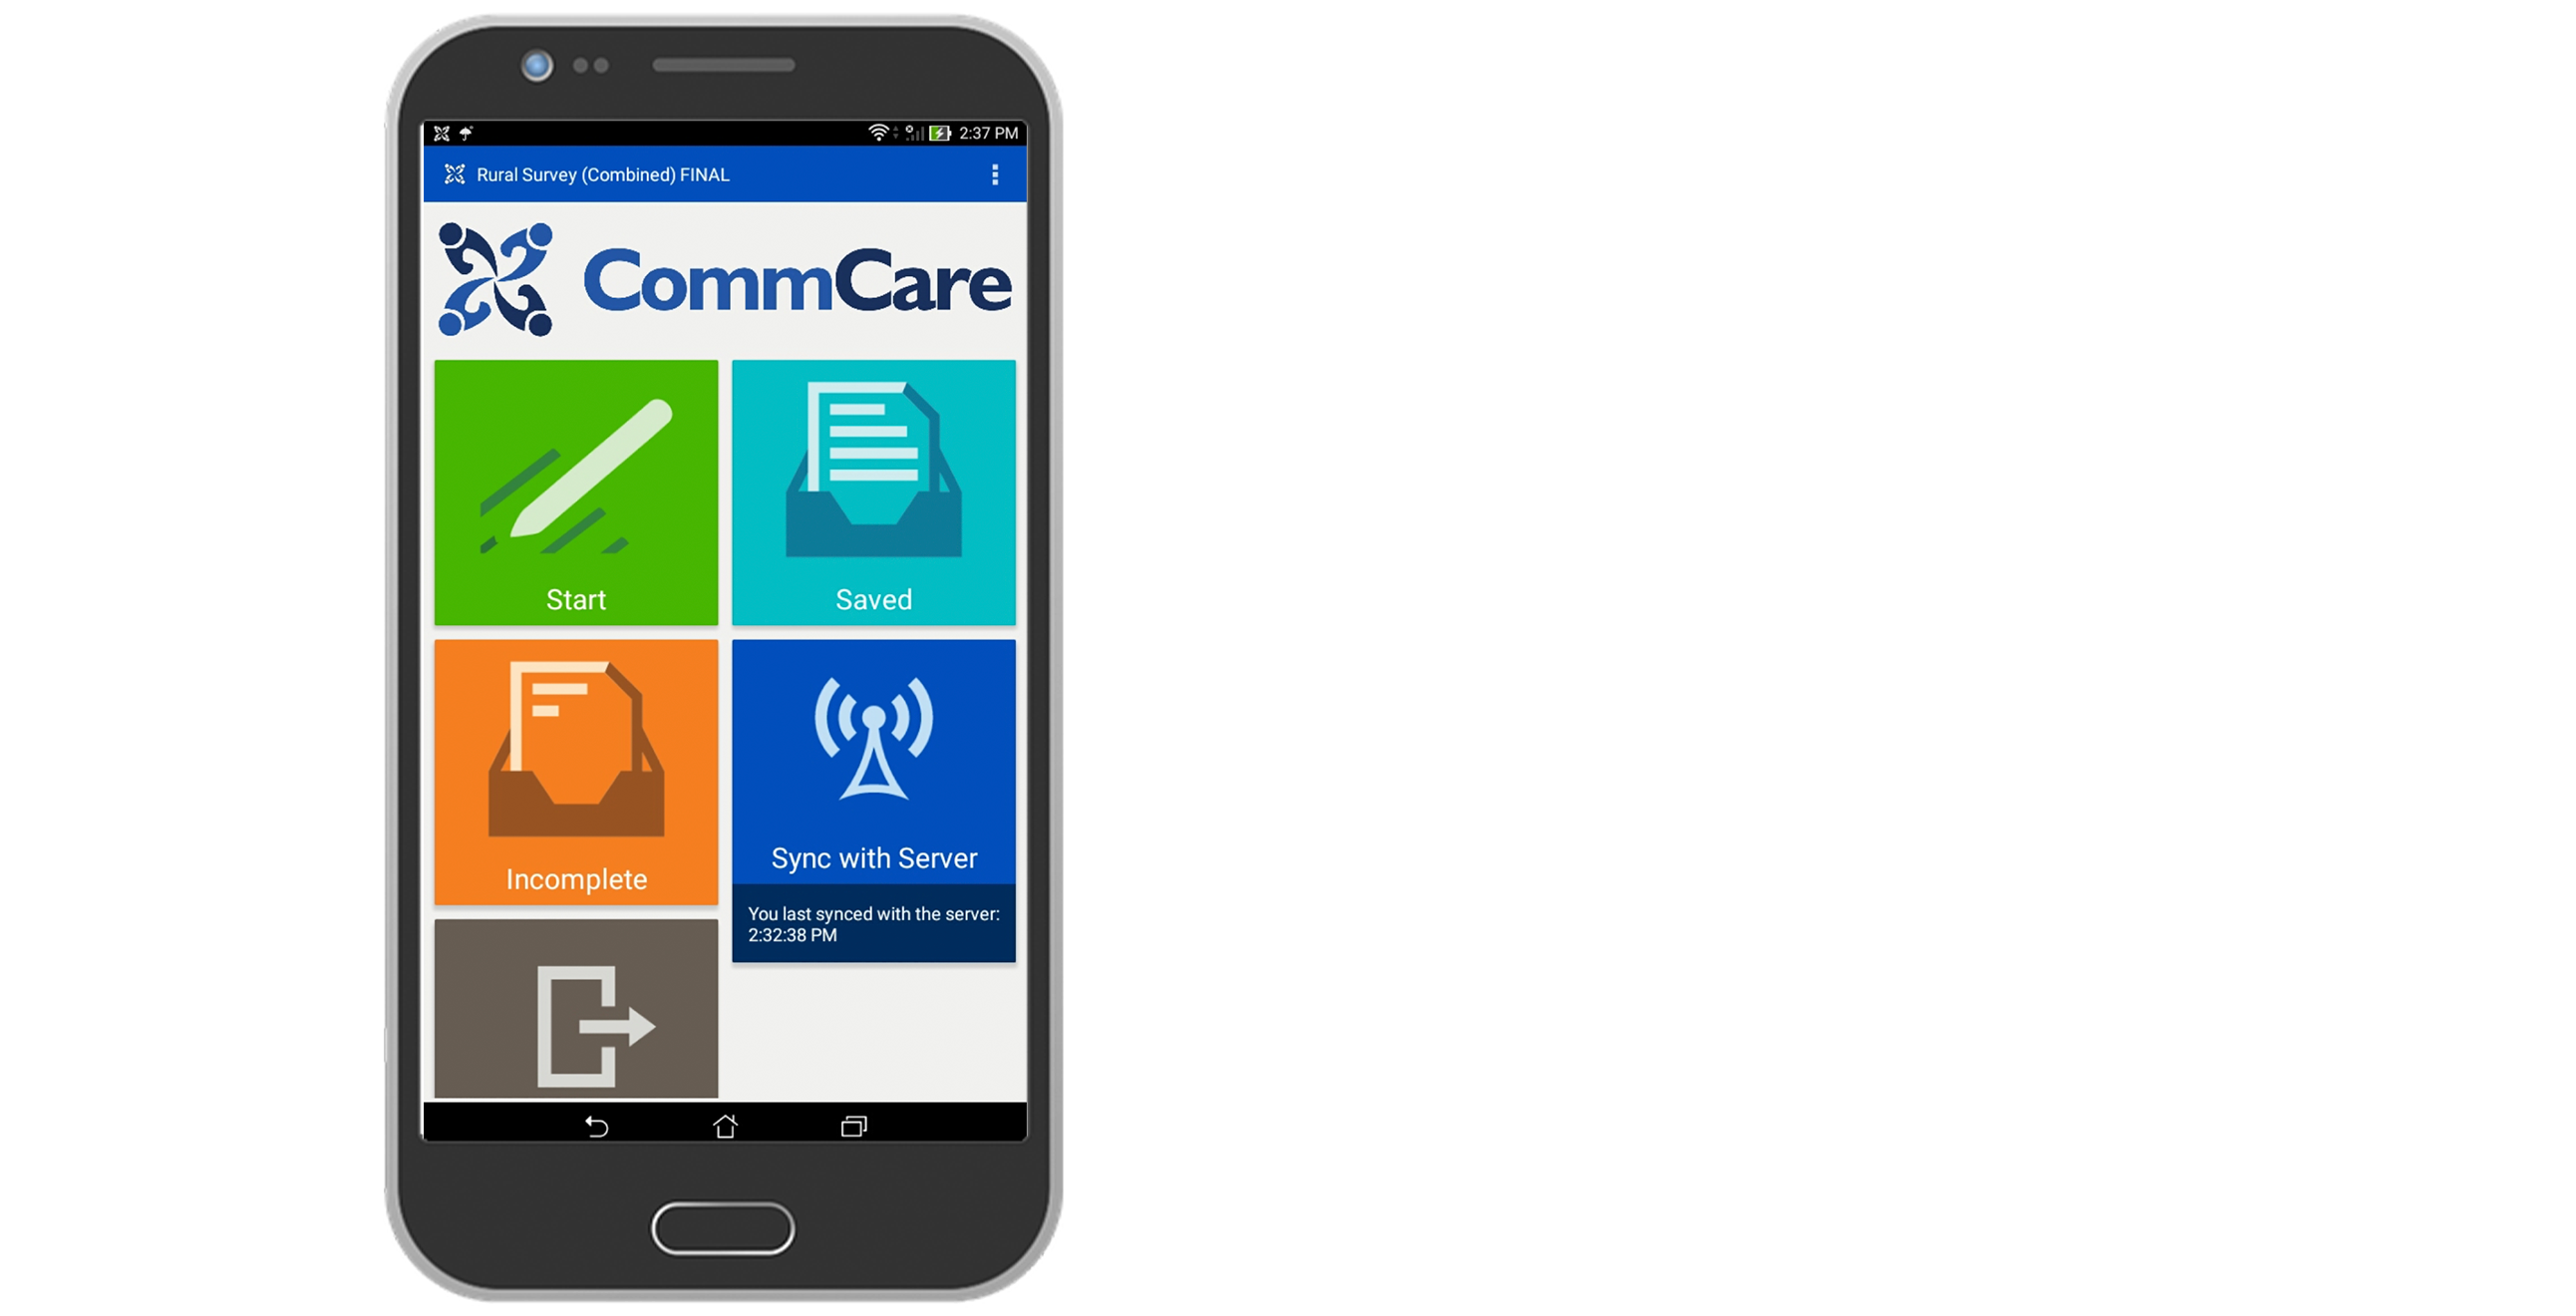 2:37 PM
Rural Survey (Combined) FINAL
CommCare
Start
Saved
Incomplete
Sync with Server
You last synced with the server:
2:32:38 PM